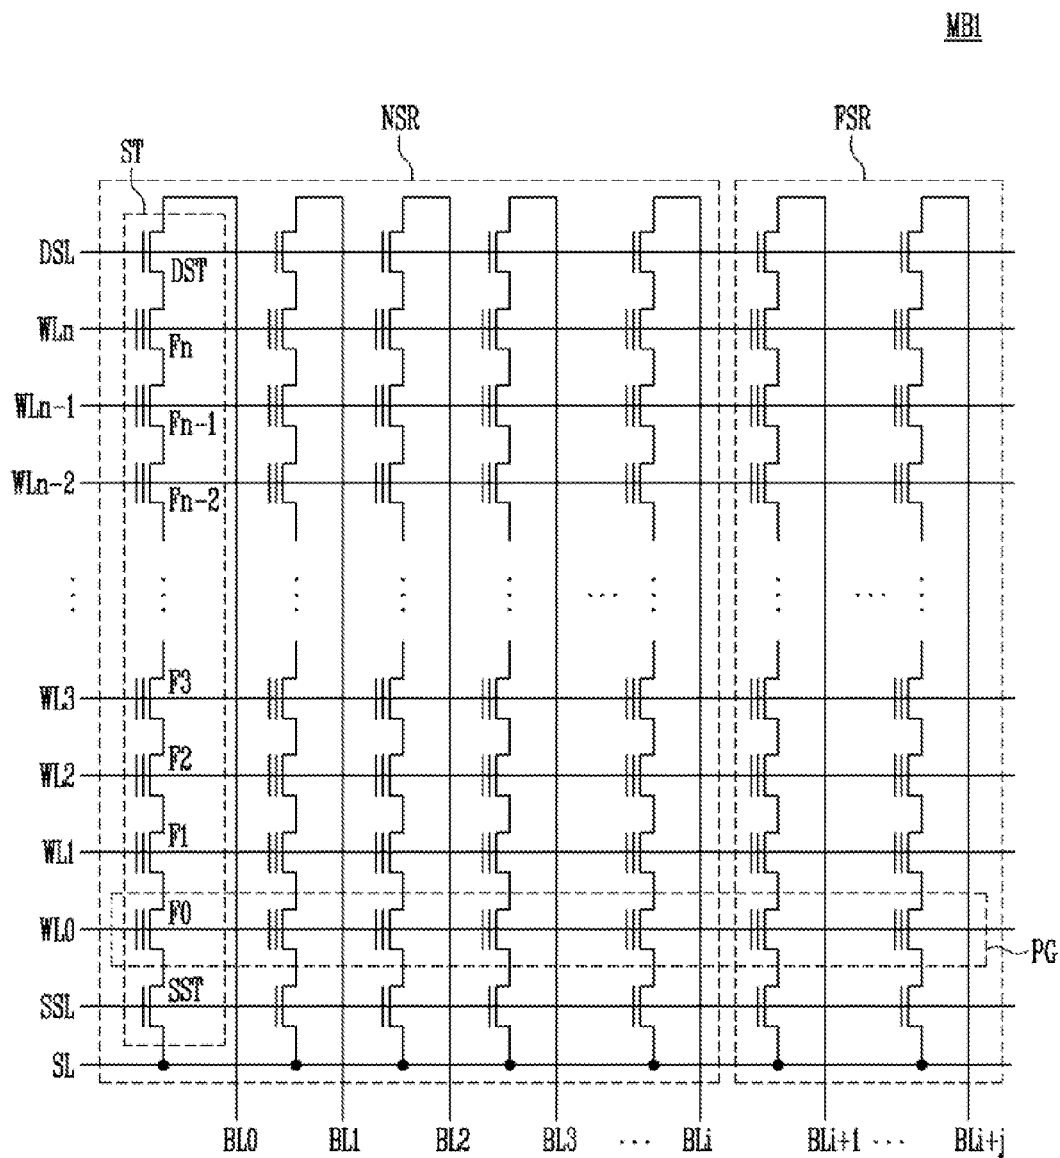 MB1
NSR
FSR
ST
DSL
DST
WLn
Fn
WLn-1
Fn-1
WLn-2
Fn-2
WL3
F3
WL2
F2
WL1
F1
WL0
F0
PG
SSL
SST
SL
BL0 BL1 BL2 BL3 ... BLi BLi+1 ... BLi+j